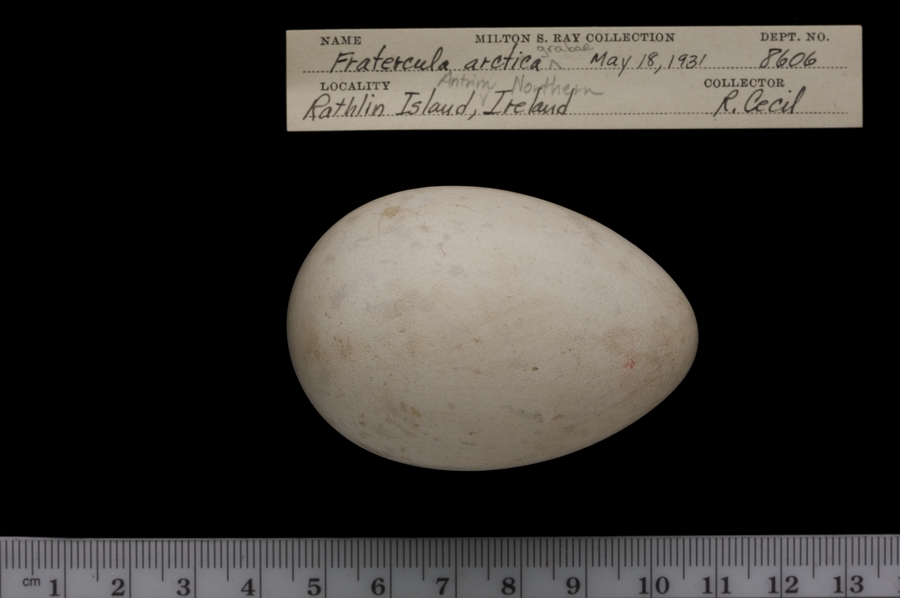 NAME MILTON S. RAY COLLECTION DEPT. NO.
grabae
Fratercula arctica ^ May 18, 1931 8606
LOCALITY Antrim Northern COLLECTOR
Rathlin Island, Ireland R. Cecil
cm 1 2 3 4 5 6 7 8 9 10 11 12 13